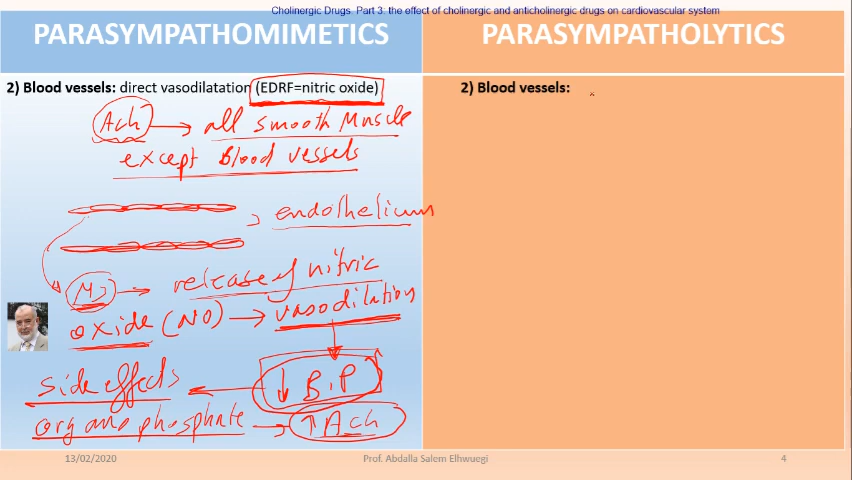 Cholinergic Drugs. Part 3: the effect of cholinergic and anticholinergic drugs on cardiovascular system
PARASYMPATHOMIMETICS
PARASYMPATHOLYTICS
2) Blood vessels: direct vasodilatation (EDRF=nitric oxide)
Ach → all smooth Muscle
except Blood vessels
, endothelium
M3 → release of nitric
oxide (NO) → vasodilation
side effects ← ↓ B.P
organophosphate → ↑ Ach
2) Blood vessels:
13/02/2020
Prof. Abdalla Salem Elhwuegi
4